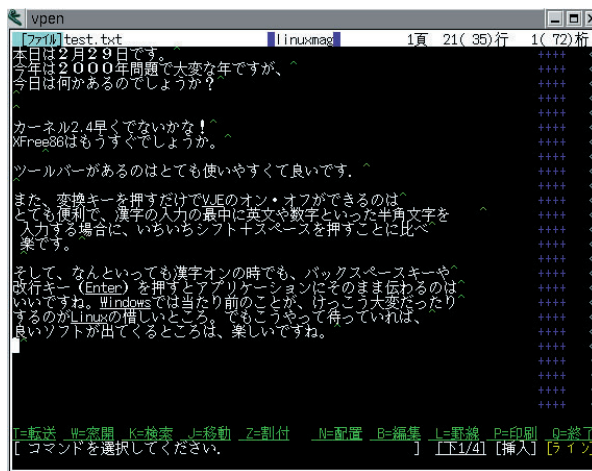 vpen
[ファイル]test.txt linuxmag 1頁 21( 35)行 1( 72)桁
本日は２月２９日です。^
今年は２０００年問題で大変な年ですが、^
今日は何かあるのでしょうか？^
^
^
カーネル2.4早くでないかな！^
XFree86はもうすぐでしょうか。^
^
ツールバーがあるのはとても使いやすくて良いです．^
^
また、変換キーを押すだけでVJEのオン・オフができるのは^
とても便利で、漢字の入力の最中に英文や数字といった半角文字を^
入力する場合に、いちいちシフト＋スペースを押すことに比べ^
楽です。^
^
そして、なんといっても漢字オンの時でも、バックスペースキーや^
改行キー（Enter）を押すとアプリケーションにそのまま伝わるのは^
いいですね。Windowsでは当たり前のことが、けっこう大変だったり^
するのがLinuxの惜しいところ。でもこうやって待っていれば、^
良いソフトが出てくるところは、楽しいですね。^
T=転送 W=窓開 K=検索 J=移動 Z=割付 N=配置 B=編集 L=罫線 P=印刷 Q=終了
[ コマンドを選択してください． ] [下1/4] [挿入] [ライン]